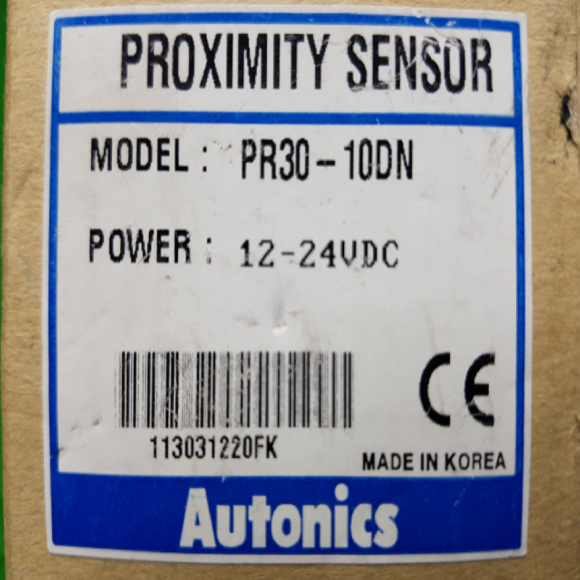 PROXIMITY SENSOR
MODEL : PR30-10DN
POWER : 12-24VDC
113031220FK
CE
MADE IN KOREA
Autonics